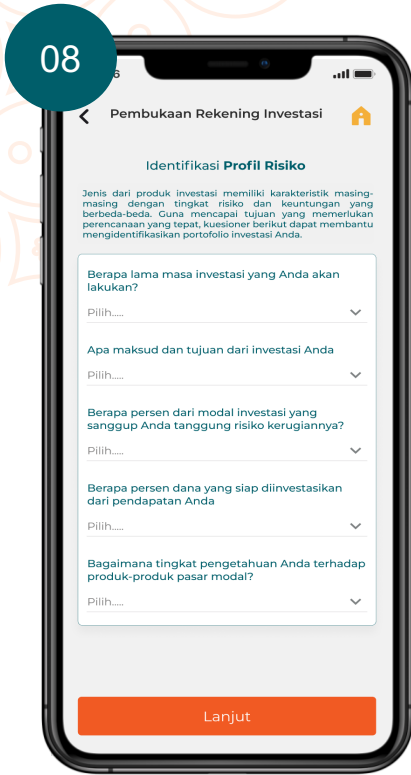 08
6
Pembukaan Rekening Investasi
Identifikasi Profil Risiko
Jenis dari produk investasi memiliki karakteristik masing-
masing dengan tingkat risiko dan keuntungan yang
berbeda-beda. Guna mencapai tujuan yang memerlukan
perencanaan yang tepat, kuesioner berikut dapat membantu
mengidentifikasikan portofolio investasi Anda.
Berapa lama masa investasi yang Anda akan
lakukan?
Pilih.....
Apa maksud dan tujuan dari investasi Anda
Pilih.....
Berapa persen dari modal investasi yang
sanggup Anda tanggung risiko kerugiannya?
Pilih.....
Berapa persen dana yang siap diinvestasikan
dari pendapatan Anda
Pilih.....
Bagaimana tingkat pengetahuan Anda terhadap
produk-produk pasar modal?
Pilih.....
Lanjut